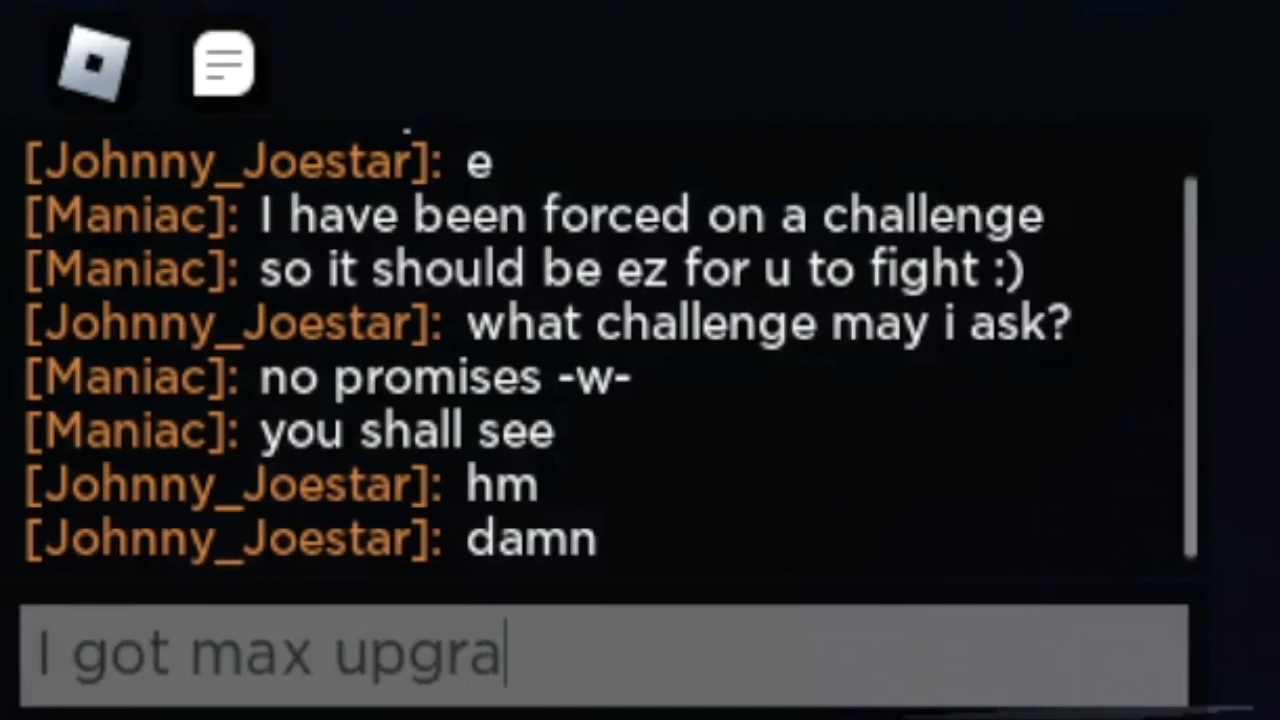 [Johnny_Joestar]: e
[Maniac]: I have been forced on a challenge
[Maniac]: so it should be ez for u to fight :)
[Johnny_Joestar]: what challenge may i ask?
[Maniac]: no promises -w-
[Maniac]: you shall see
[Johnny_Joestar]: hm
[Johnny_Joestar]: damn
I got max upgra